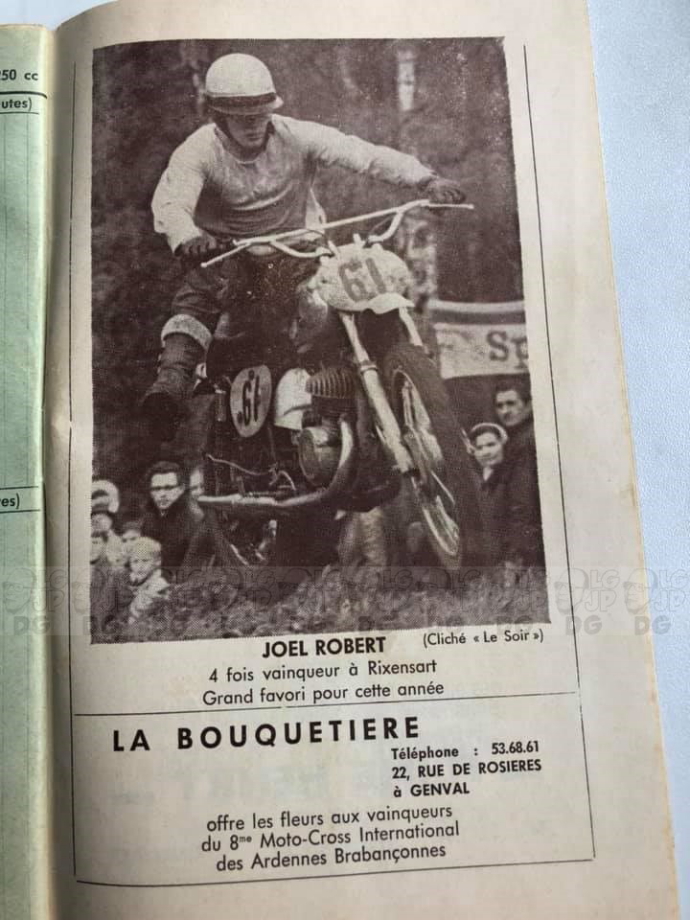 250 cc
utes)
res)
61
61
F Sp
JOEL ROBERT
(Cliché « Le Soir »)
4 fois vainqueur à Rixensart
Grand favori pour cette année
LA BOUQUETIERE
Téléphone : 53.68.61
22, RUE DE ROSIERES
à GENVAL
offre les fleurs aux vainqueurs
du 8me Moto-Cross International
des Ardennes Brabançonnes